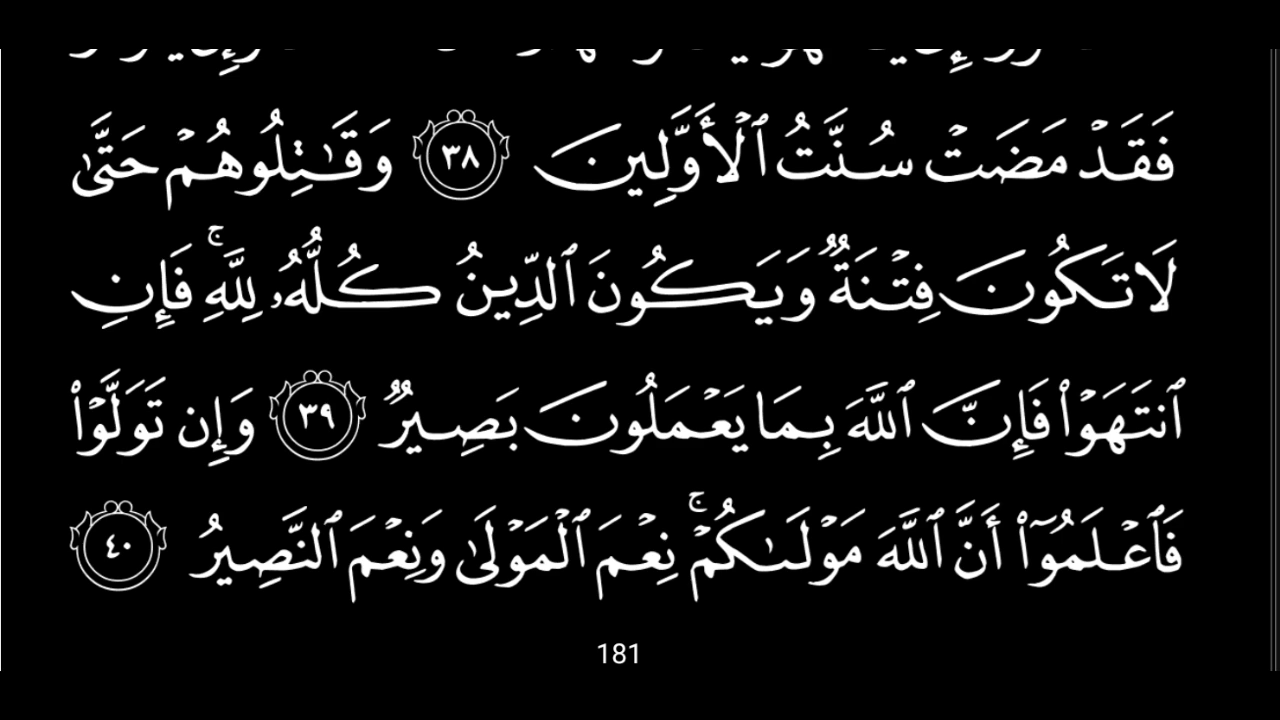 فَقَدْ مَضَتْ سُنَّتُ ٱلْأَوَّلِينَ ٣٨ وَقَٰتِلُوهُمْ حَتَّىٰ
لَا تَكُونَ فِتْنَةٌ وَيَكُونَ ٱلدِّينُ كُلُّهُۥ لِلَّهِۚ فَإِنِ
ٱنتَهَوْا۟ فَإِنَّ ٱللَّهَ بِمَا يَعْمَلُونَ بَصِيرٌ ٣٩ وَإِن تَوَلَّوْا۟
فَٱعْلَمُوٓا۟ أَنَّ ٱللَّهَ مَوْلَىٰكُمْۚ نِعْمَ ٱلْمَوْلَىٰ وَنِعْمَ ٱلنَّصِيرُ ٤٠
181